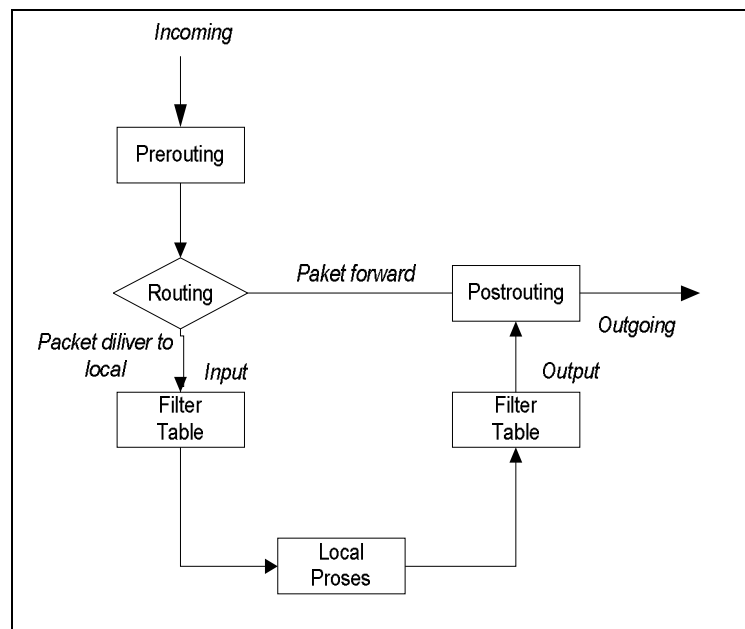 Incoming
Prerouting
Routing
Paket forward
Postrouting
Outgoing
Packet diliver to
local
Input
Output
Filter
Table
Filter
Table
Local
Proses